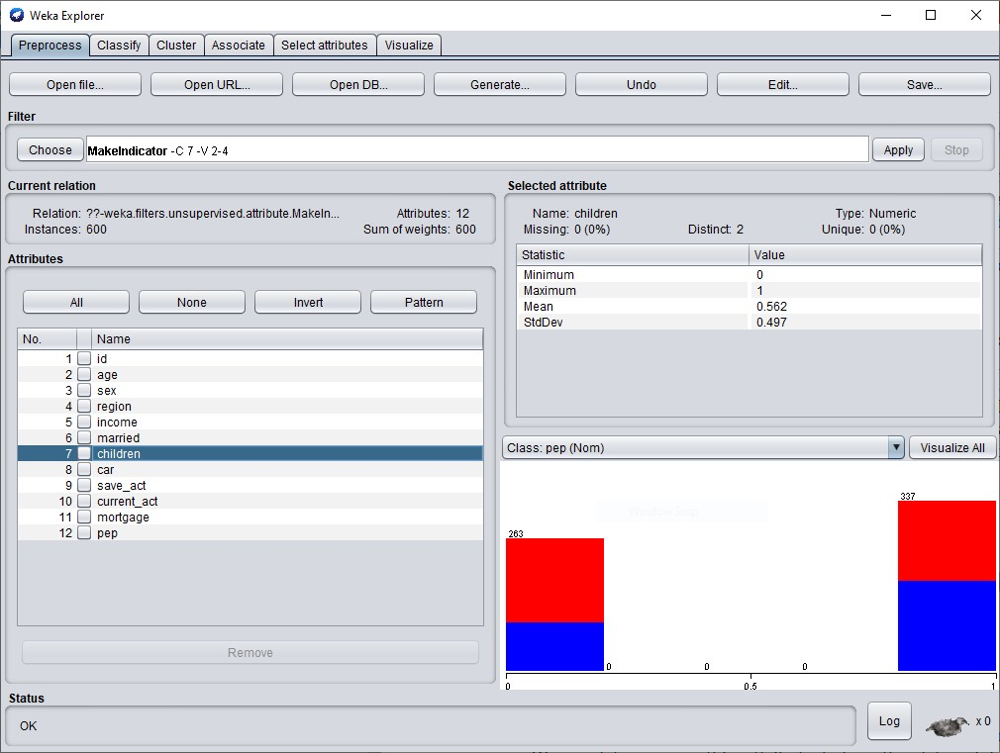 Weka Explorer
Preprocess Classify Cluster Associate Select attributes Visualize
Open file... Open URL... Open DB... Generate... Undo Edit... Save...
Filter
Choose MakeIndicator -C 7 -V 2-4 Apply Stop
Current relation
Relation: ??-weka.filters.unsupervised.attribute.MakeIn... Attributes: 12
Instances: 600 Sum of weights: 600
Attributes
All None Invert Pattern
No. Name
1 id
2 age
3 sex
4 region
5 income
6 married
7 children
8 car
9 save_act
10 current_act
11 mortgage
12 pep
Remove
Selected attribute
Name: children Type: Numeric
Missing: 0 (0%) Distinct: 2 Unique: 0 (0%)
Statistic Value
Minimum 0
Maximum 1
Mean 0.562
StdDev 0.497
Class: pep (Nom) Visualize All
337
263
0 0 0
0 0.5 1
Status
OK
Log x 0